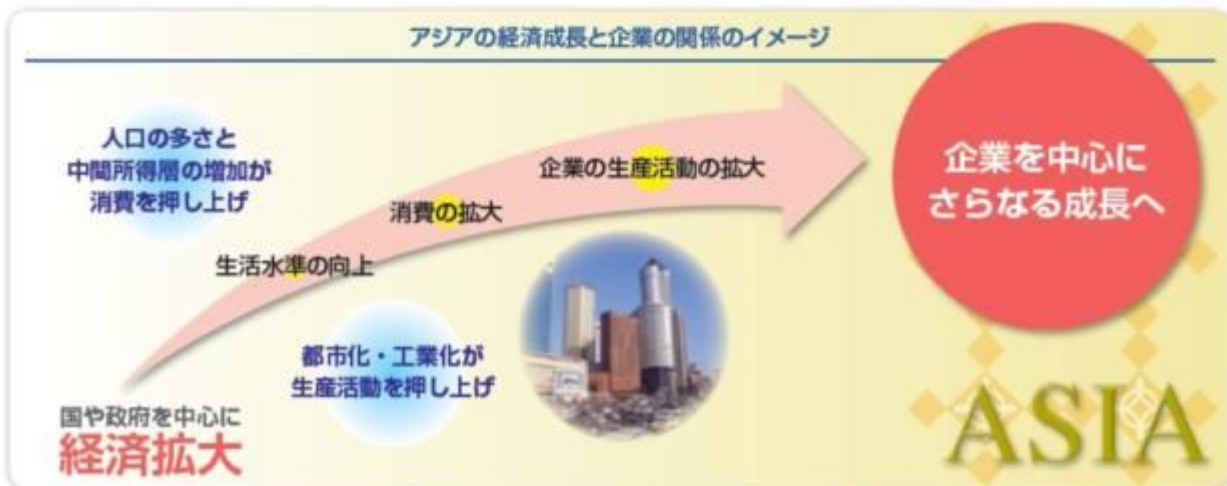 アジアの経済成長と企業の関係のイメージ
人口の多さと
中間所得層の増加が
消費を押し上げ
企業の生産活動の拡大
消費の拡大
生活水準の向上
企業を中心に
さらなる成長へ
都市化・工業化が
生産活動を押し上げ
国や政府を中心に
経済拡大
ASIA